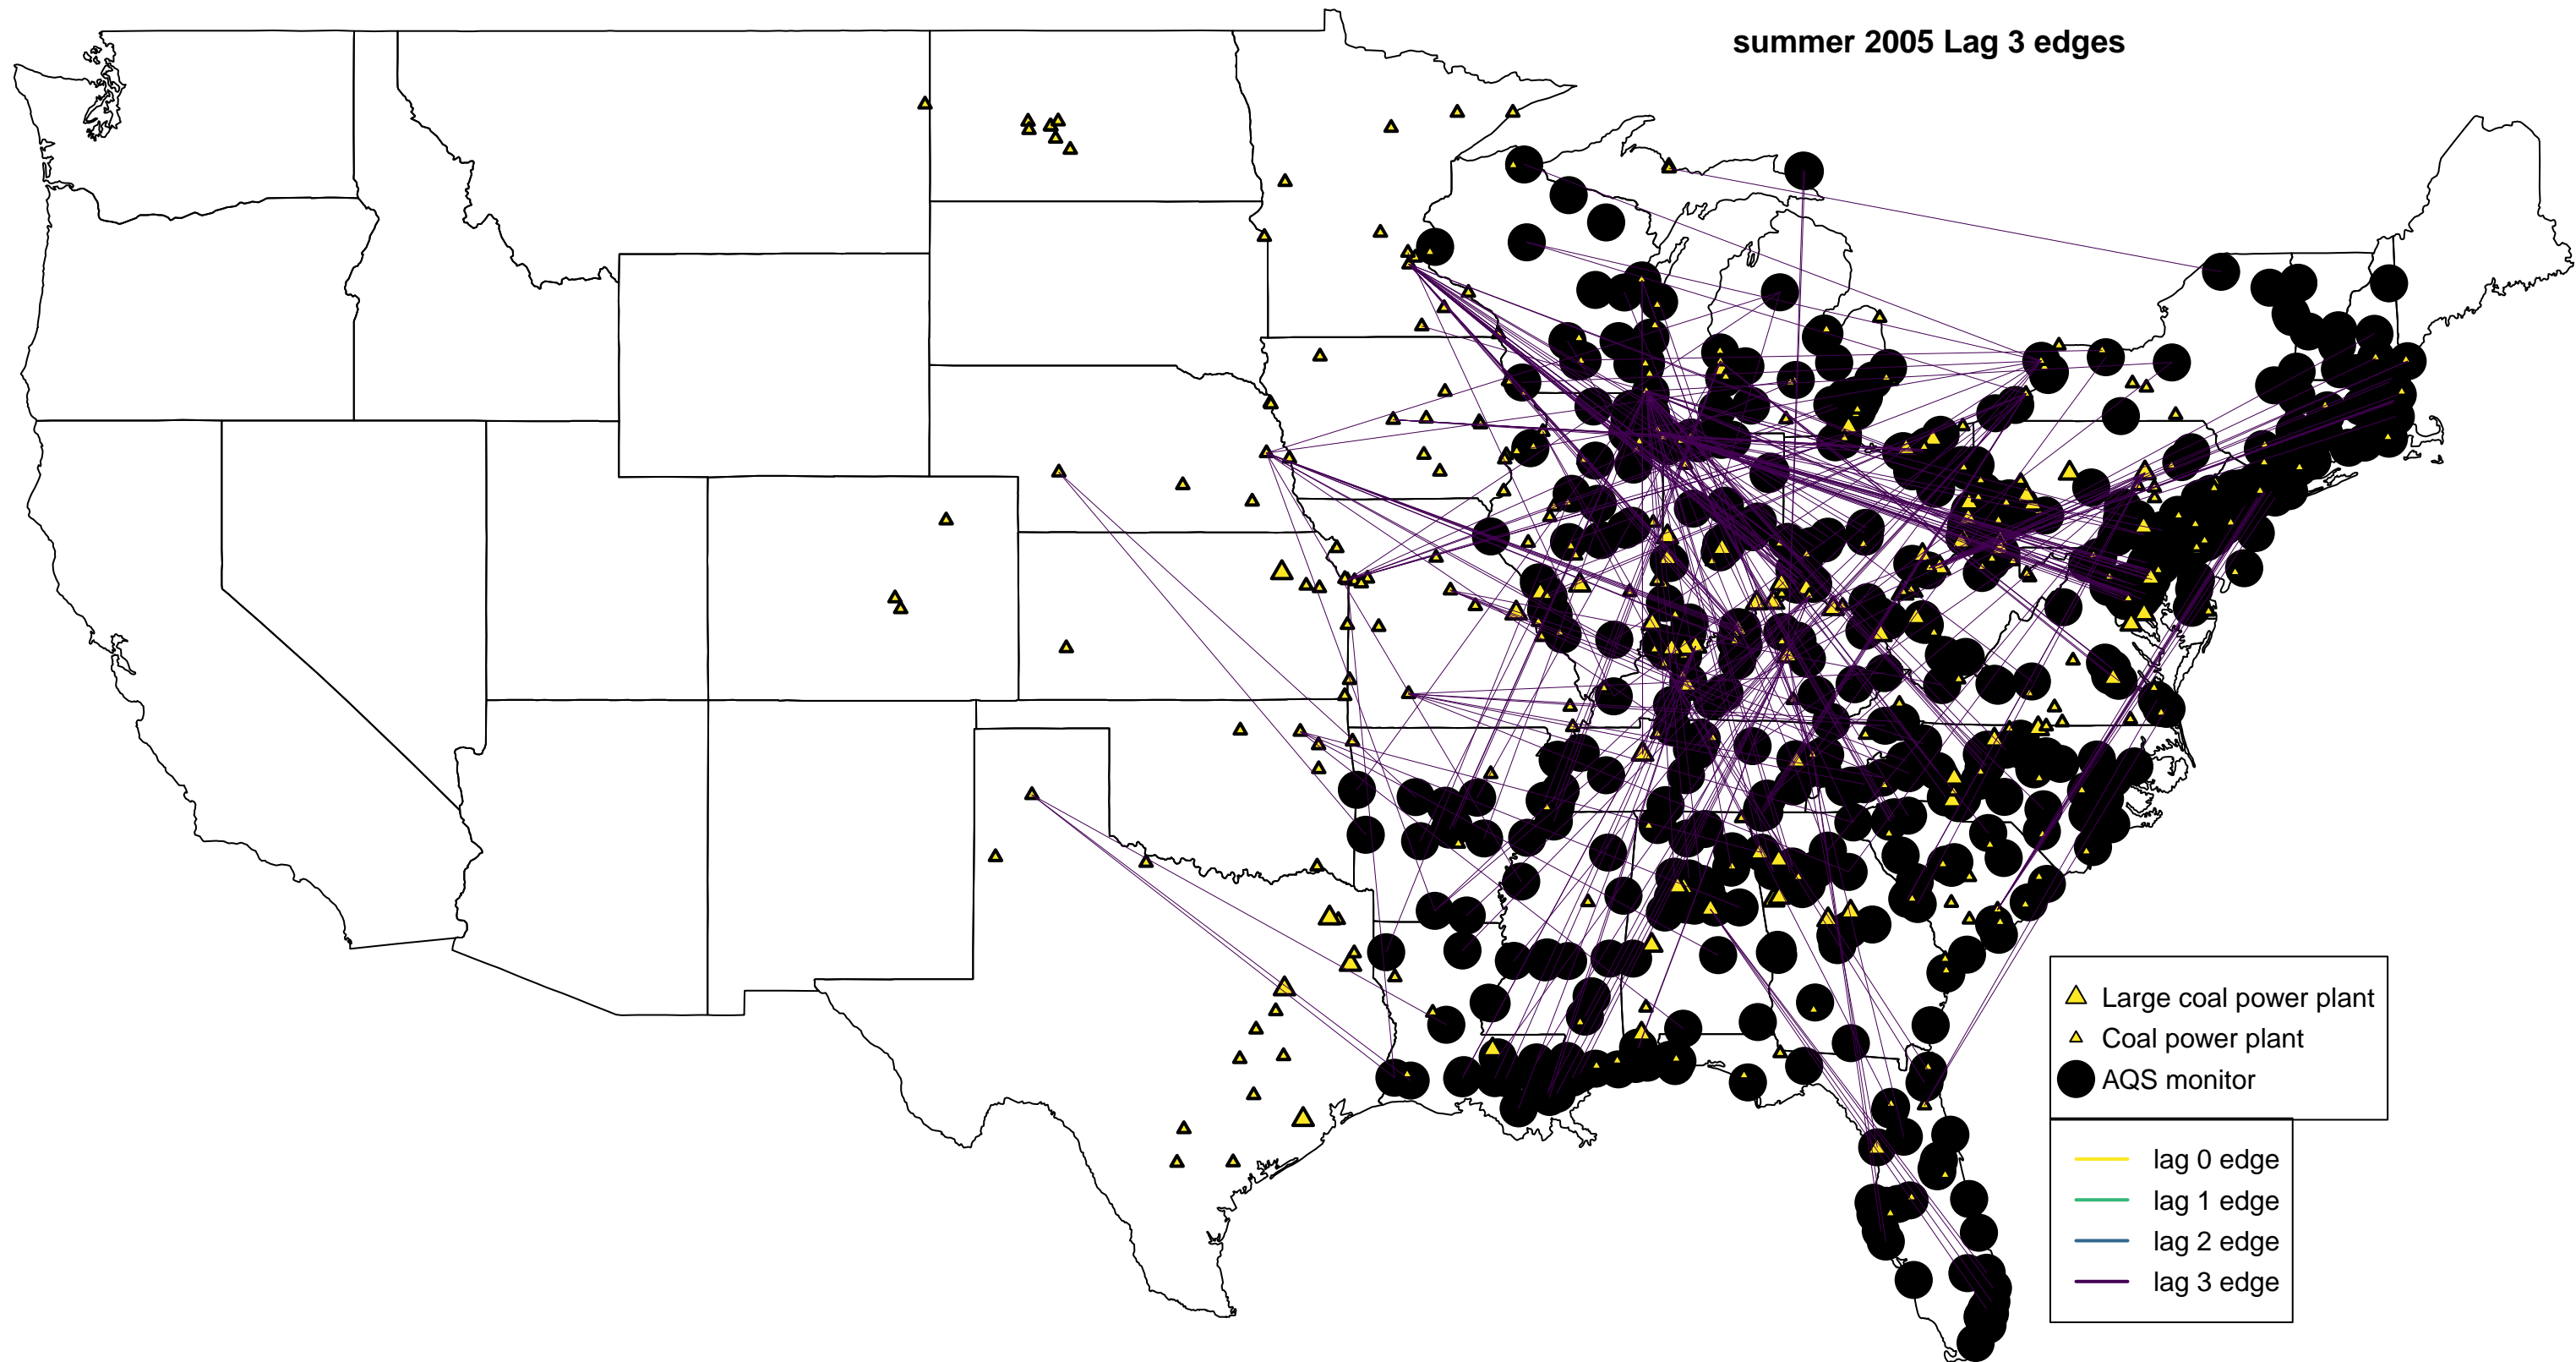 summer 2005 Lag 3 edges
Large coal power plant
Coal power plant
AQS monitor
lag 0 edge
lag 1 edge
lag 2 edge
lag 3 edge